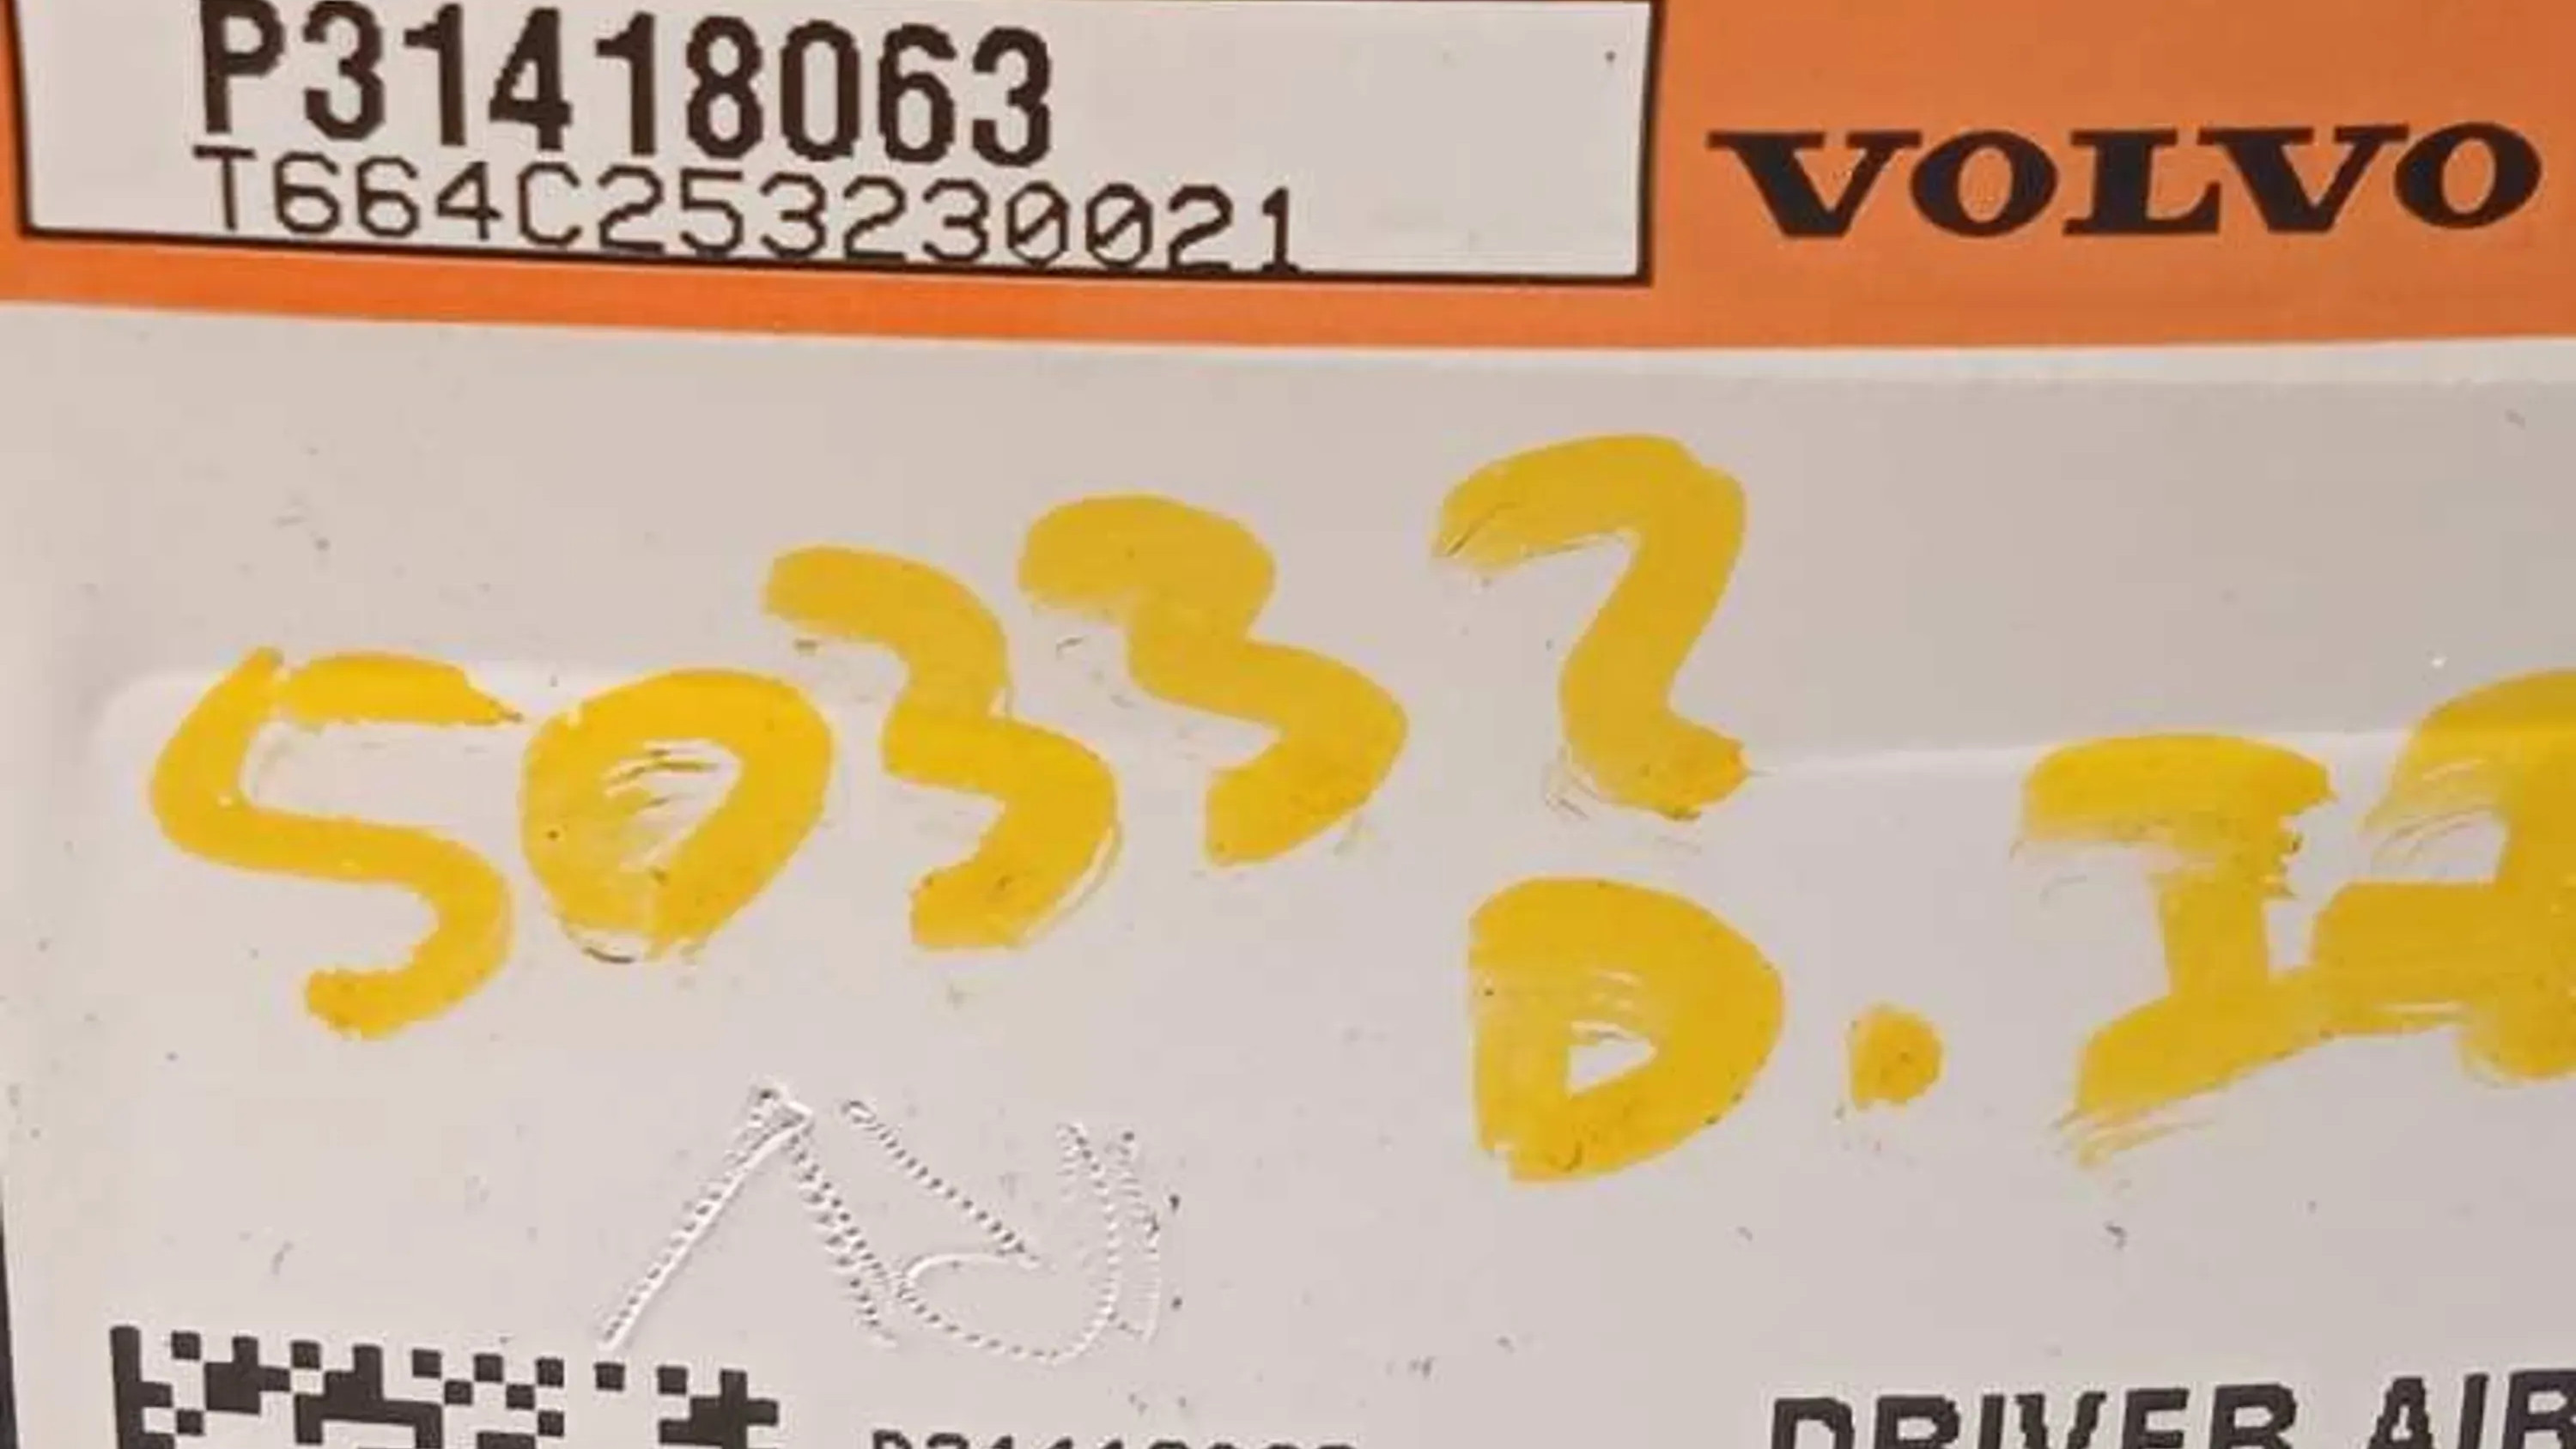 P31418063
T664C253230021
VOLVO
50332
D.
DRIVER AIR